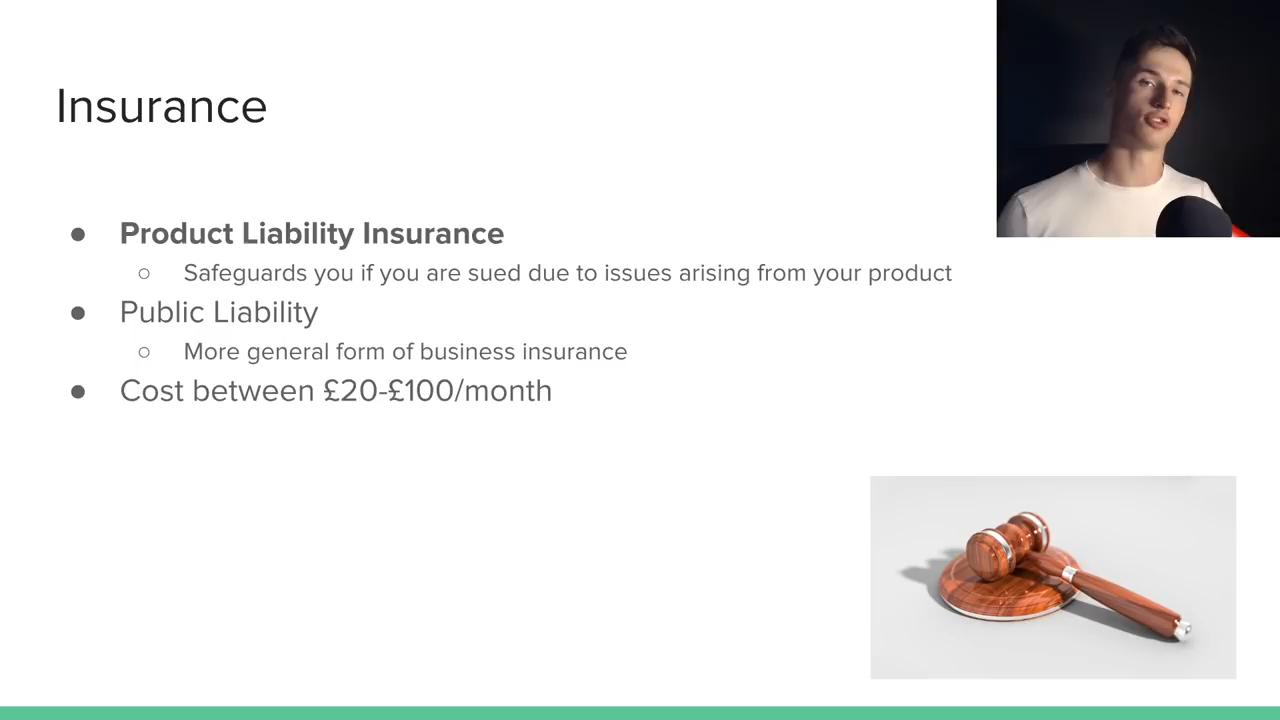 Insurance
● Product Liability Insurance
○ Safeguards you if you are sued due to issues arising from your product
● Public Liability
○ More general form of business insurance
● Cost between £20-£100/month